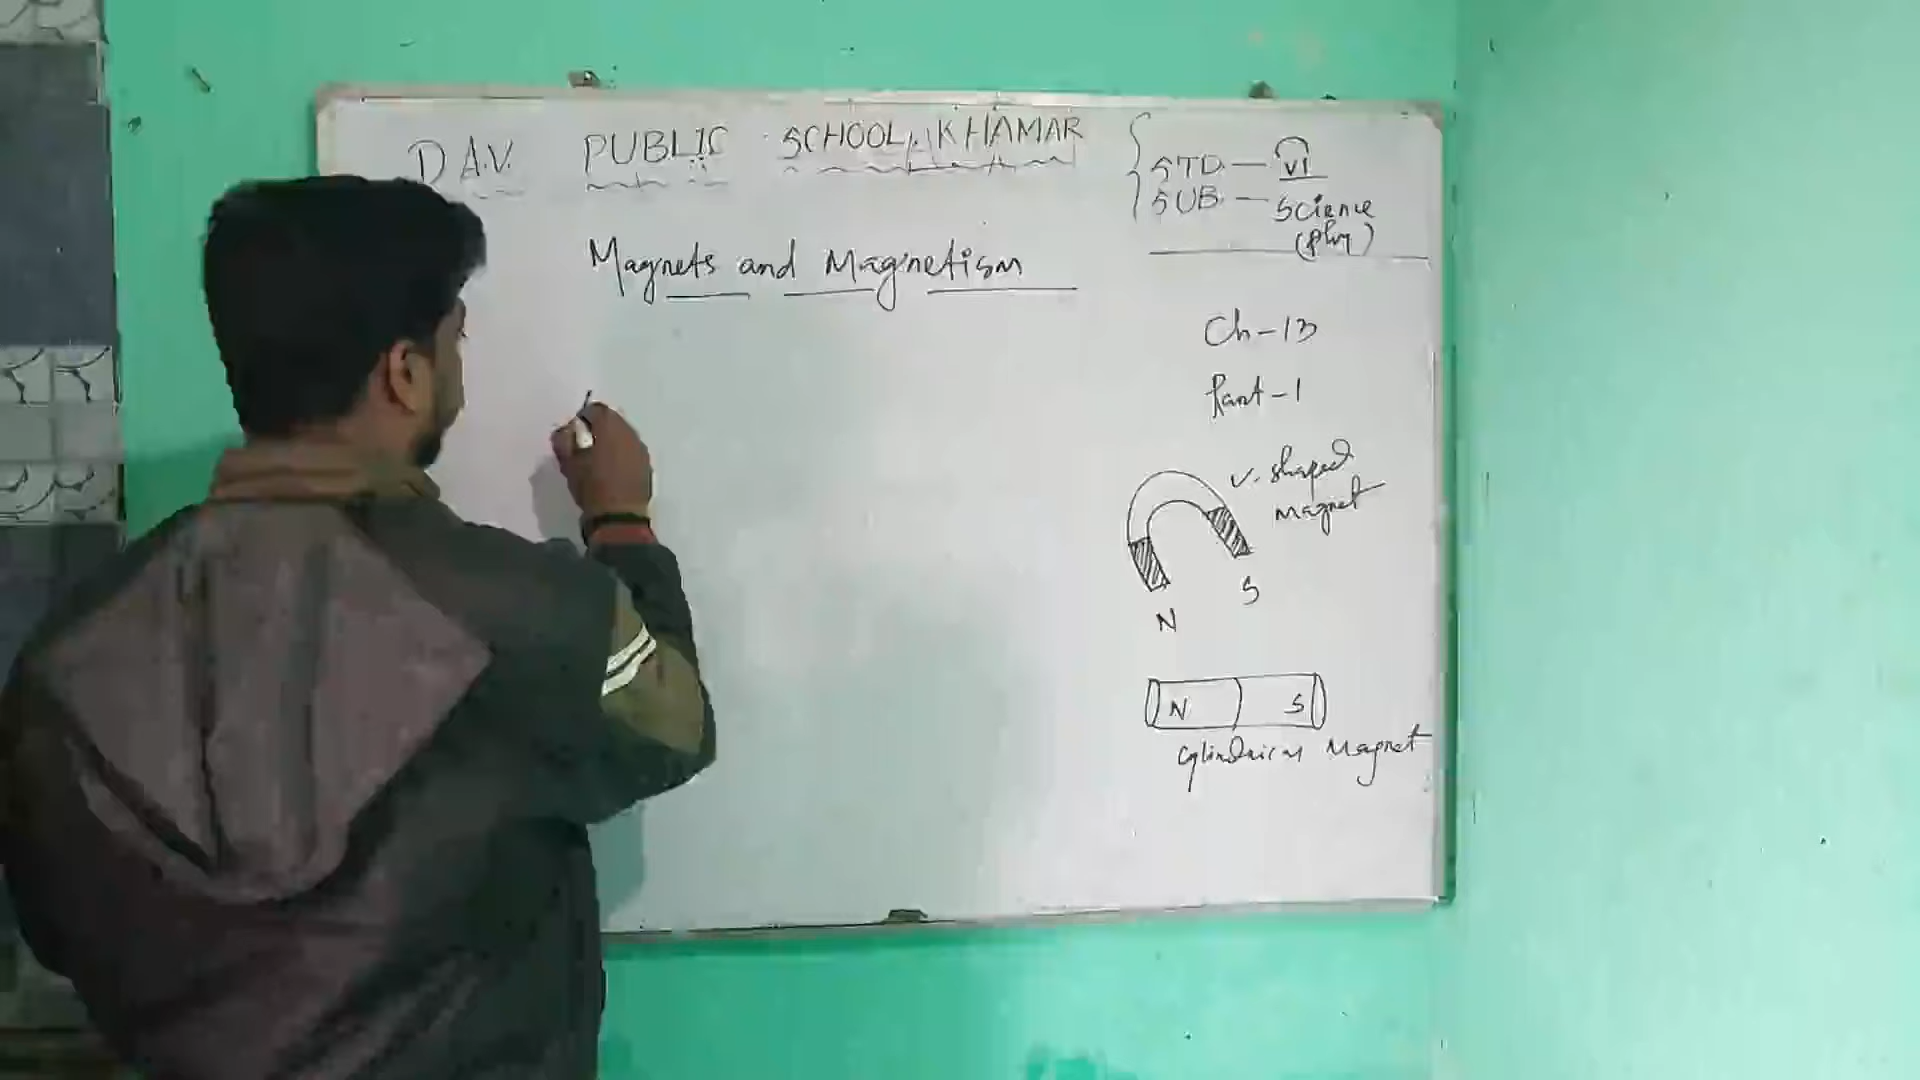 D.A.V. PUBLIC SCHOOL, KHAMAR
STD. — VI
SUB. — Science
(phy)
Magnets and Magnetism
Ch-13
Part-1
U-shaped
magnet
N
S
N S
Cylindrical Magnet